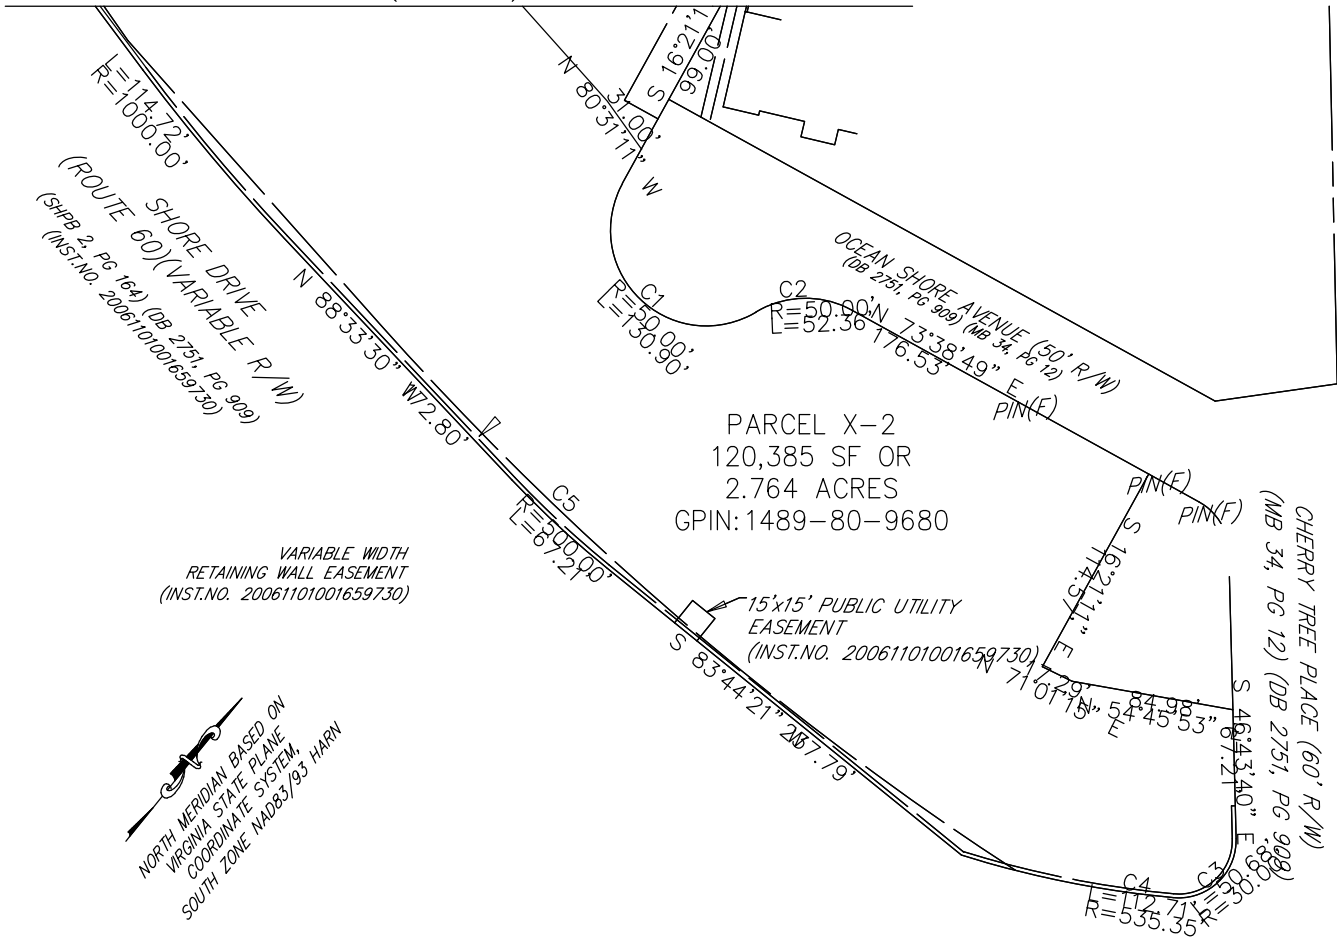 L=114.72'
R=1000.00'
SHORE DRIVE
(ROUTE 60)(VARIABLE R/W)
(SHPB 2, PG 164) (DB 2751, PG 909)
(INST.NO. 20061101001659730)
N 80°31'11" W
31.00'
S 16°21'1
99.00'
N 88°33'30" W
172.80'
C1
R=50.00'
L=130.90'
C2
R=50.00'
L=52.36'
OCEAN SHORE AVENUE (50' R/W)
(DB 2751, PG 909) (MB 34, PG 12)
N 73°38'49" E
176.53'
PIN(F)
PIN(F)
PIN(F)
PARCEL X-2
120,385 SF OR
2.764 ACRES
GPIN:1489-80-9680
C5
R=500.00'
L=67.21'
VARIABLE WIDTH
RETAINING WALL EASEMENT
(INST.NO. 20061101001659730)
15'x15' PUBLIC UTILITY
EASEMENT
(INST.NO. 20061101001659730)
S 16°21'11" E
114.57'
CHERRY TREE PLACE (60' R/W)
(MB 34, PG 12) (DB 2751, PG 909)
N 71°01'15" E
17.29'
84.98'
N 54°45'53" E
S 46°43'40" E
67.21'
S 83°44'21" W
237.79'
C4
L=112.71'
R=535.35'
C3
L=50.68'
R=30.00'
NORTH MERIDIAN BASED ON
VIRGINIA STATE PLANE
COORDINATE SYSTEM,
SOUTH ZONE NAD83/93 HARN